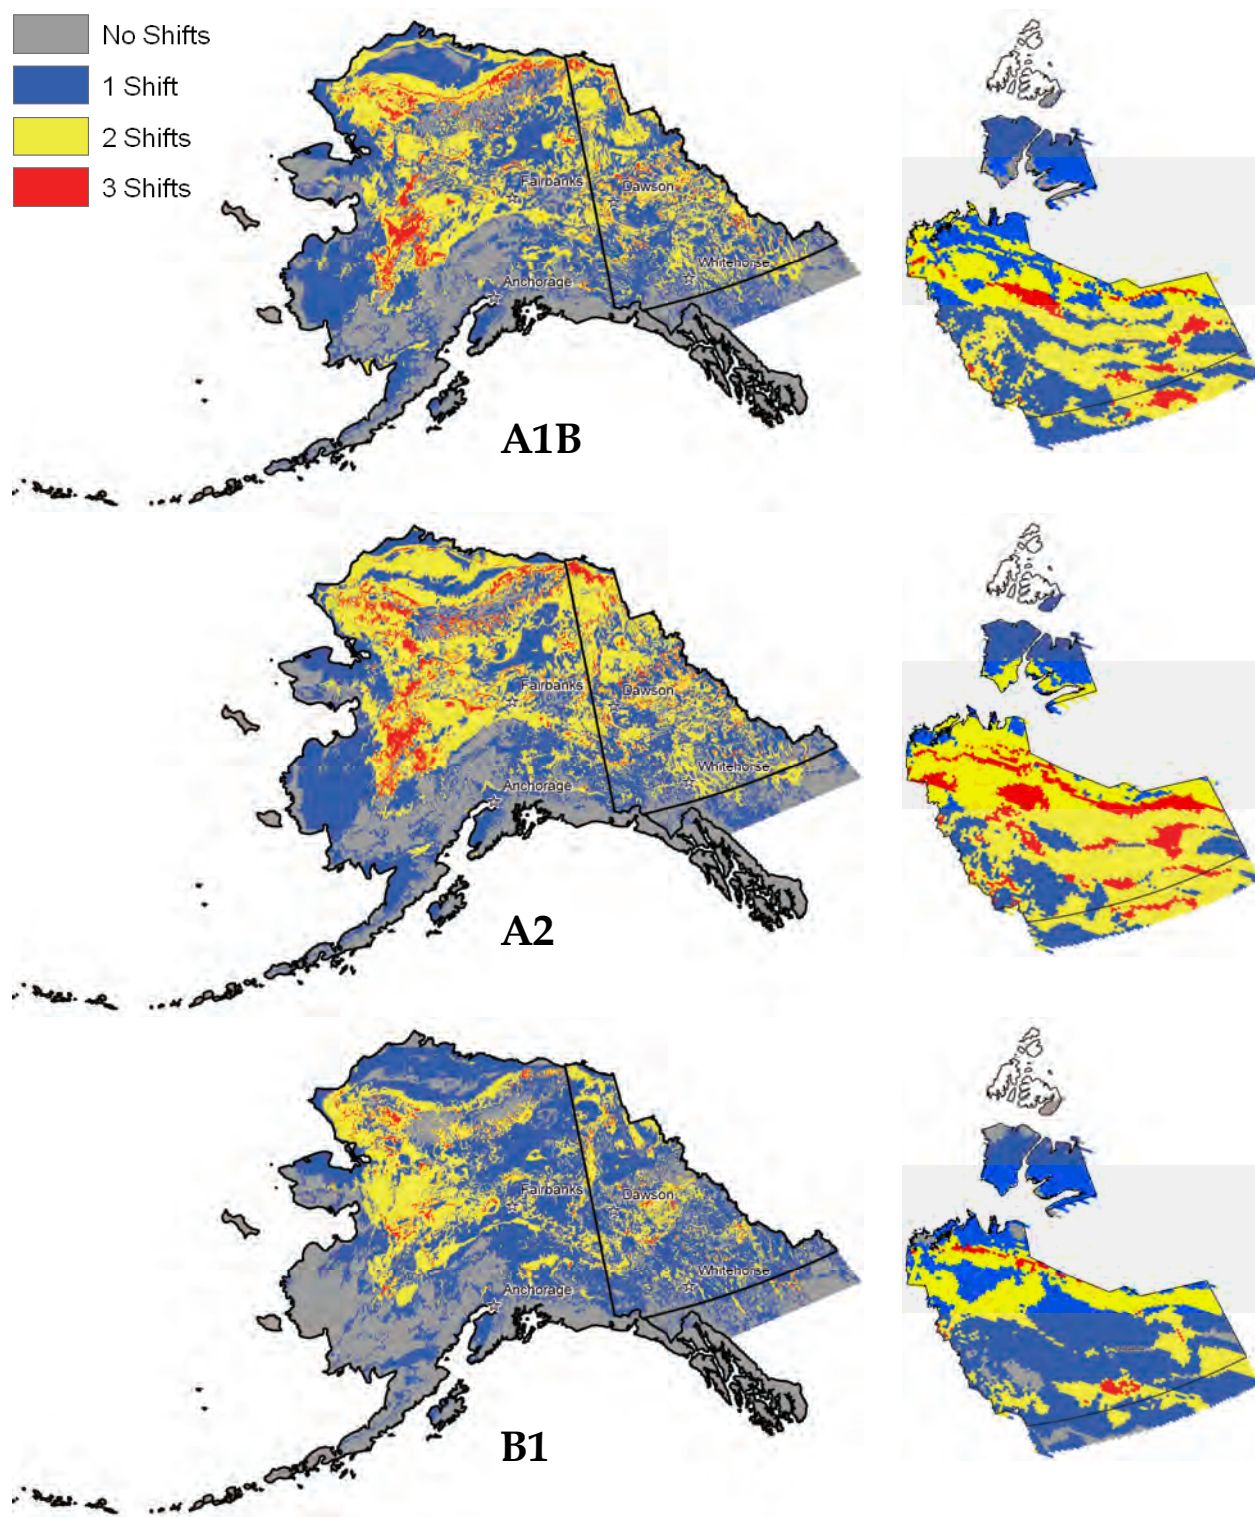 No Shifts
1 Shift
2 Shifts
3 Shifts
Fairbanks
Dawson
Whitehorse
Anchorage
A1B
Fairbanks
Dawson
Whitehorse
Anchorage
A2
Fairbanks
Dawson
Whitehorse
Anchorage
B1